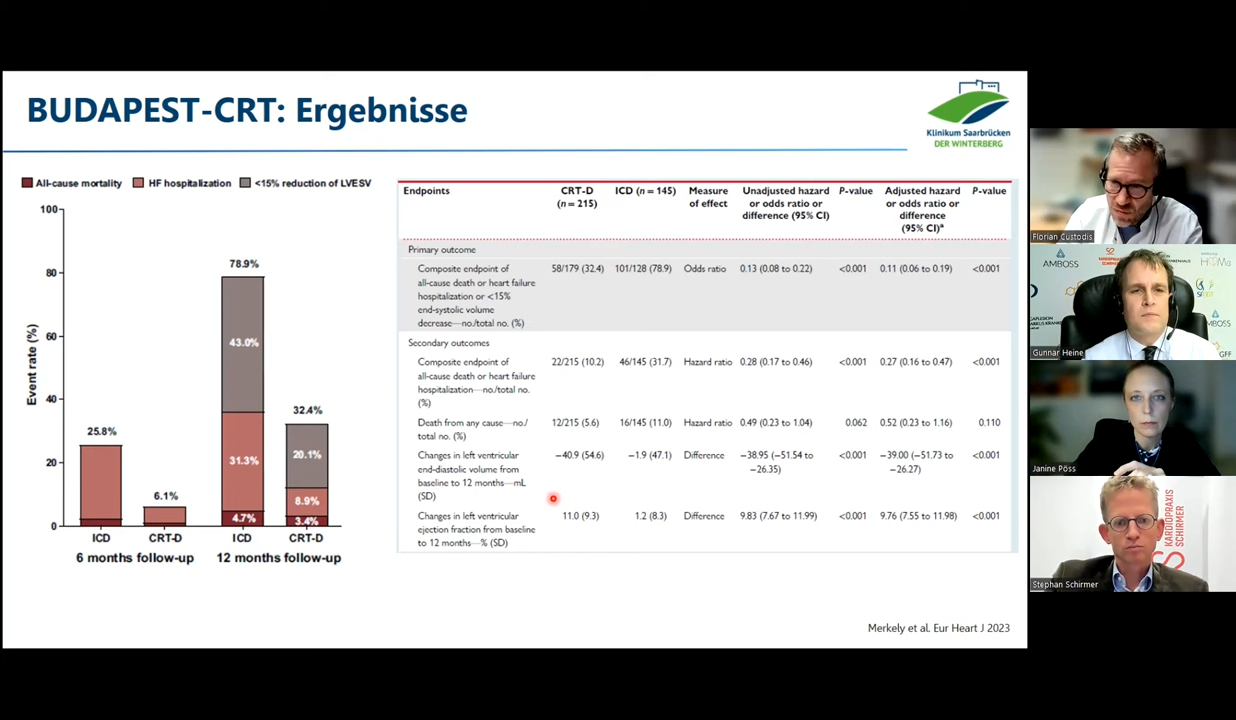 BUDAPEST-CRT: Ergebnisse
Klinikum Saarbrücken
DER WINTERBERG
All-cause mortality HF hospitalization <15% reduction of LVESV
Event rate (%)
100
80
60
40
20
0
25.8%
6.1%
78.9%
43.0%
31.3%
4.7%
32.4%
20.1%
8.9%
3.4%
ICD CRT-D ICD CRT-D
6 months follow-up 12 months follow-up
Endpoints CRT-D ICD (n = 145) Measure Unadjusted hazard P-value Adjusted hazard P-value
(n = 215) of effect or odds ratio or or odds ratio or
difference (95% CI) difference
(95% CI)ᵃ
Primary outcome
Composite endpoint of 58/179 (32.4) 101/128 (78.9) Odds ratio 0.13 (0.08 to 0.22) <0.001 0.11 (0.06 to 0.19) <0.001
all-cause death or heart failure
hospitalization or <15%
end-systolic volume
decrease—no./total no. (%)
Secondary outcomes
Composite endpoint of 22/215 (10.2) 46/145 (31.7) Hazard ratio 0.28 (0.17 to 0.46) <0.001 0.27 (0.16 to 0.47) <0.001
all-cause death or heart failure
hospitalization—no./total no.
(%)
Death from any cause—no./ 12/215 (5.6) 16/145 (11.0) Hazard ratio 0.49 (0.23 to 1.04) 0.062 0.52 (0.23 to 1.16) 0.110
total no. (%)
Changes in left ventricular −40.9 (54.6) −1.9 (47.1) Difference −38.95 (−51.54 to <0.001 −39.00 (−51.73 to <0.001
end-diastolic volume from −26.35) −26.27)
baseline to 12 months—mL
(SD)
Changes in left ventricular 11.0 (9.3) 1.2 (8.3) Difference 9.83 (7.67 to 11.99) <0.001 9.76 (7.55 to 11.98) <0.001
ejection fraction from baseline
to 12 months—% (SD)
Merkely et al. Eur Heart J 2023
Florian Custodis
AMBOSS
AMBOSS
GFF
Gunnar Heine
Janine Pöss
KARDIOPRAXIS
SCHIRMER
Stephan Schirmer